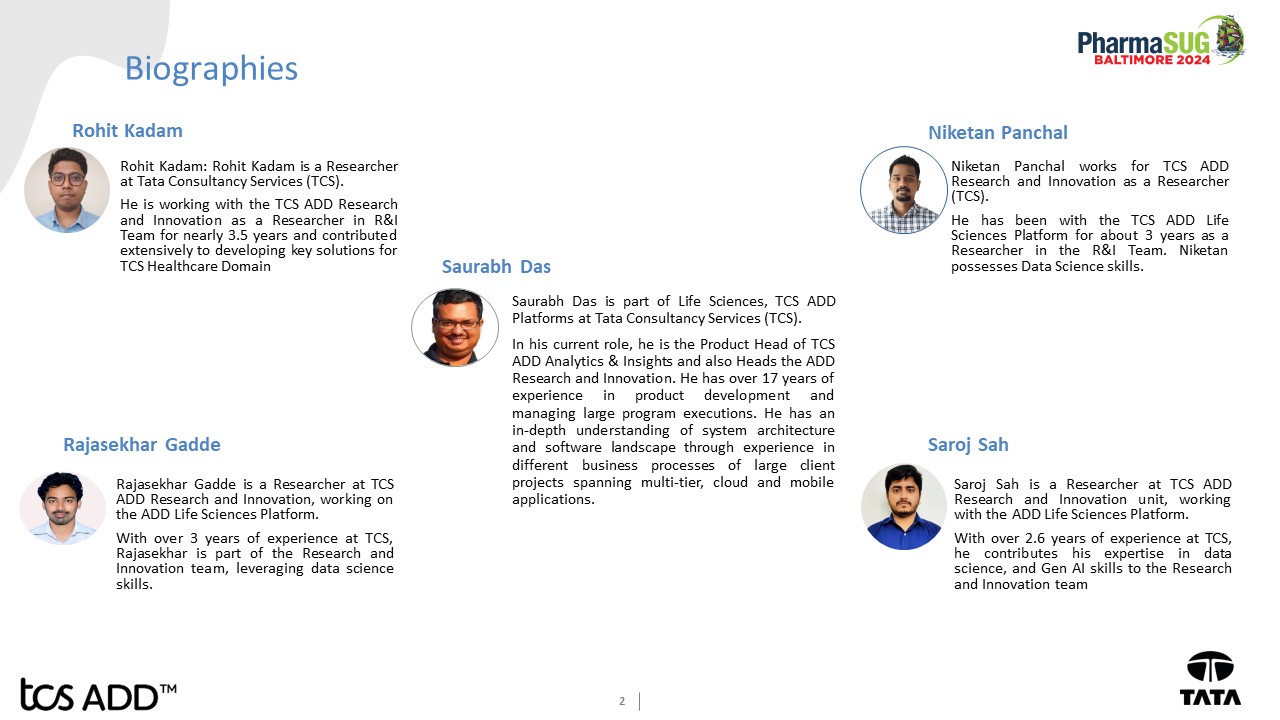 Biographies
PharmaSUG
BALTIMORE 2024
Rohit Kadam
Rohit Kadam: Rohit Kadam is a Researcher
at Tata Consultancy Services (TCS).
He is working with the TCS ADD Research
and Innovation as a Researcher in R&I
Team for nearly 3.5 years and contributed
extensively to developing key solutions for
TCS Healthcare Domain
Niketan Panchal
Niketan Panchal works for TCS ADD
Research and Innovation as a Researcher
(TCS).
He has been with the TCS ADD Life
Sciences Platform for about 3 years as a
Researcher in the R&I Team. Niketan
possesses Data Science skills.
Saurabh Das
Saurabh Das is part of Life Sciences, TCS ADD
Platforms at Tata Consultancy Services (TCS).
In his current role, he is the Product Head of TCS
ADD Analytics & Insights and also Heads the ADD
Research and Innovation. He has over 17 years of
experience in product development and
managing large program executions. He has an
in-depth understanding of system architecture
and software landscape through experience in
different business processes of large client
projects spanning multi-tier, cloud and mobile
applications.
Rajasekhar Gadde
Rajasekhar Gadde is a Researcher at TCS
ADD Research and Innovation, working on
the ADD Life Sciences Platform.
With over 3 years of experience at TCS,
Rajasekhar is part of the Research and
Innovation team, leveraging data science
skills.
Saroj Sah
Saroj Sah is a Researcher at TCS ADD
Research and Innovation unit, working
with the ADD Life Sciences Platform.
With over 2.6 years of experience at TCS,
he contributes his expertise in data
science, and Gen AI skills to the Research
and Innovation team
tcs ADD™
2
TATA